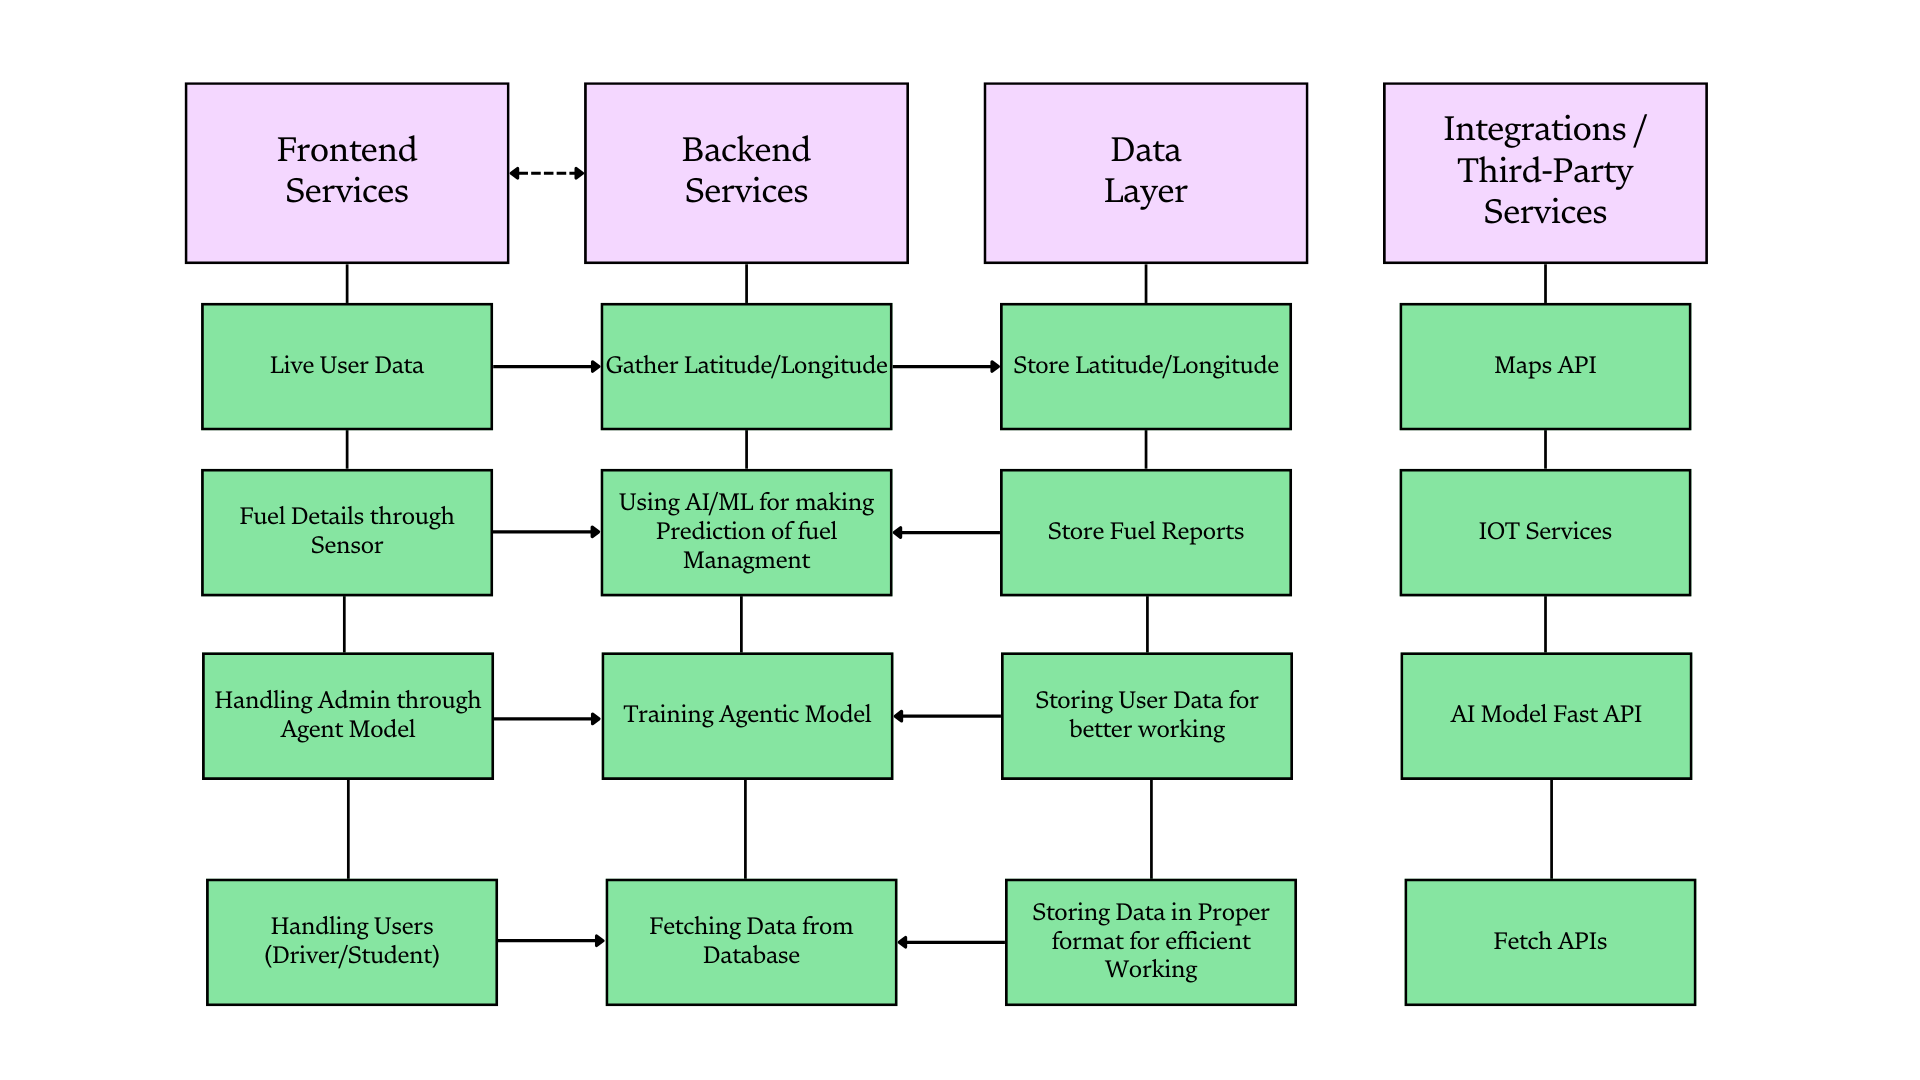 Frontend
Services
Backend
Services
Data
Layer
Integrations /
Third-Party
Services
Live User Data
Gather Latitude/Longitude
Store Latitude/Longitude
Maps API
Fuel Details through
Sensor
Using AI/ML for making
Prediction of fuel
Managment
Store Fuel Reports
IOT Services
Handling Admin through
Agent Model
Training Agentic Model
Storing User Data for
better working
AI Model Fast API
Handling Users
(Driver/Student)
Fetching Data from
Database
Storing Data in Proper
format for efficient
Working
Fetch APIs